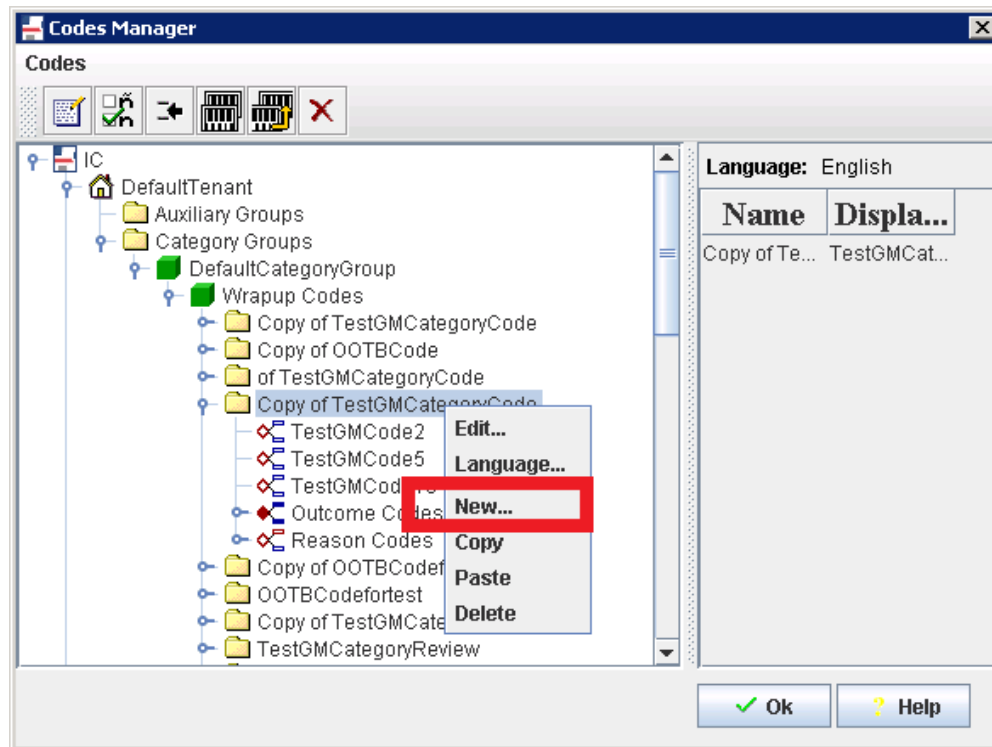 Codes Manager
Codes
IC
DefaultTenant
Auxiliary Groups
Category Groups
DefaultCategoryGroup
Wrapup Codes
Copy of TestGMCategoryCode
Copy of OOTBCode
of TestGMCategoryCode
Copy of TestGMCategoryCode
TestGMCode2
TestGMCode5
TestGMCod
Outcome Codes
Reason Codes
Copy of OOTBCodef
OOTBCodefortest
Copy of TestGMCate
TestGMCategoryReview
Edit...
Language...
New...
Copy
Paste
Delete
Language: English
Name Displa...
Copy of Te... TestGMCat...
Ok
? Help